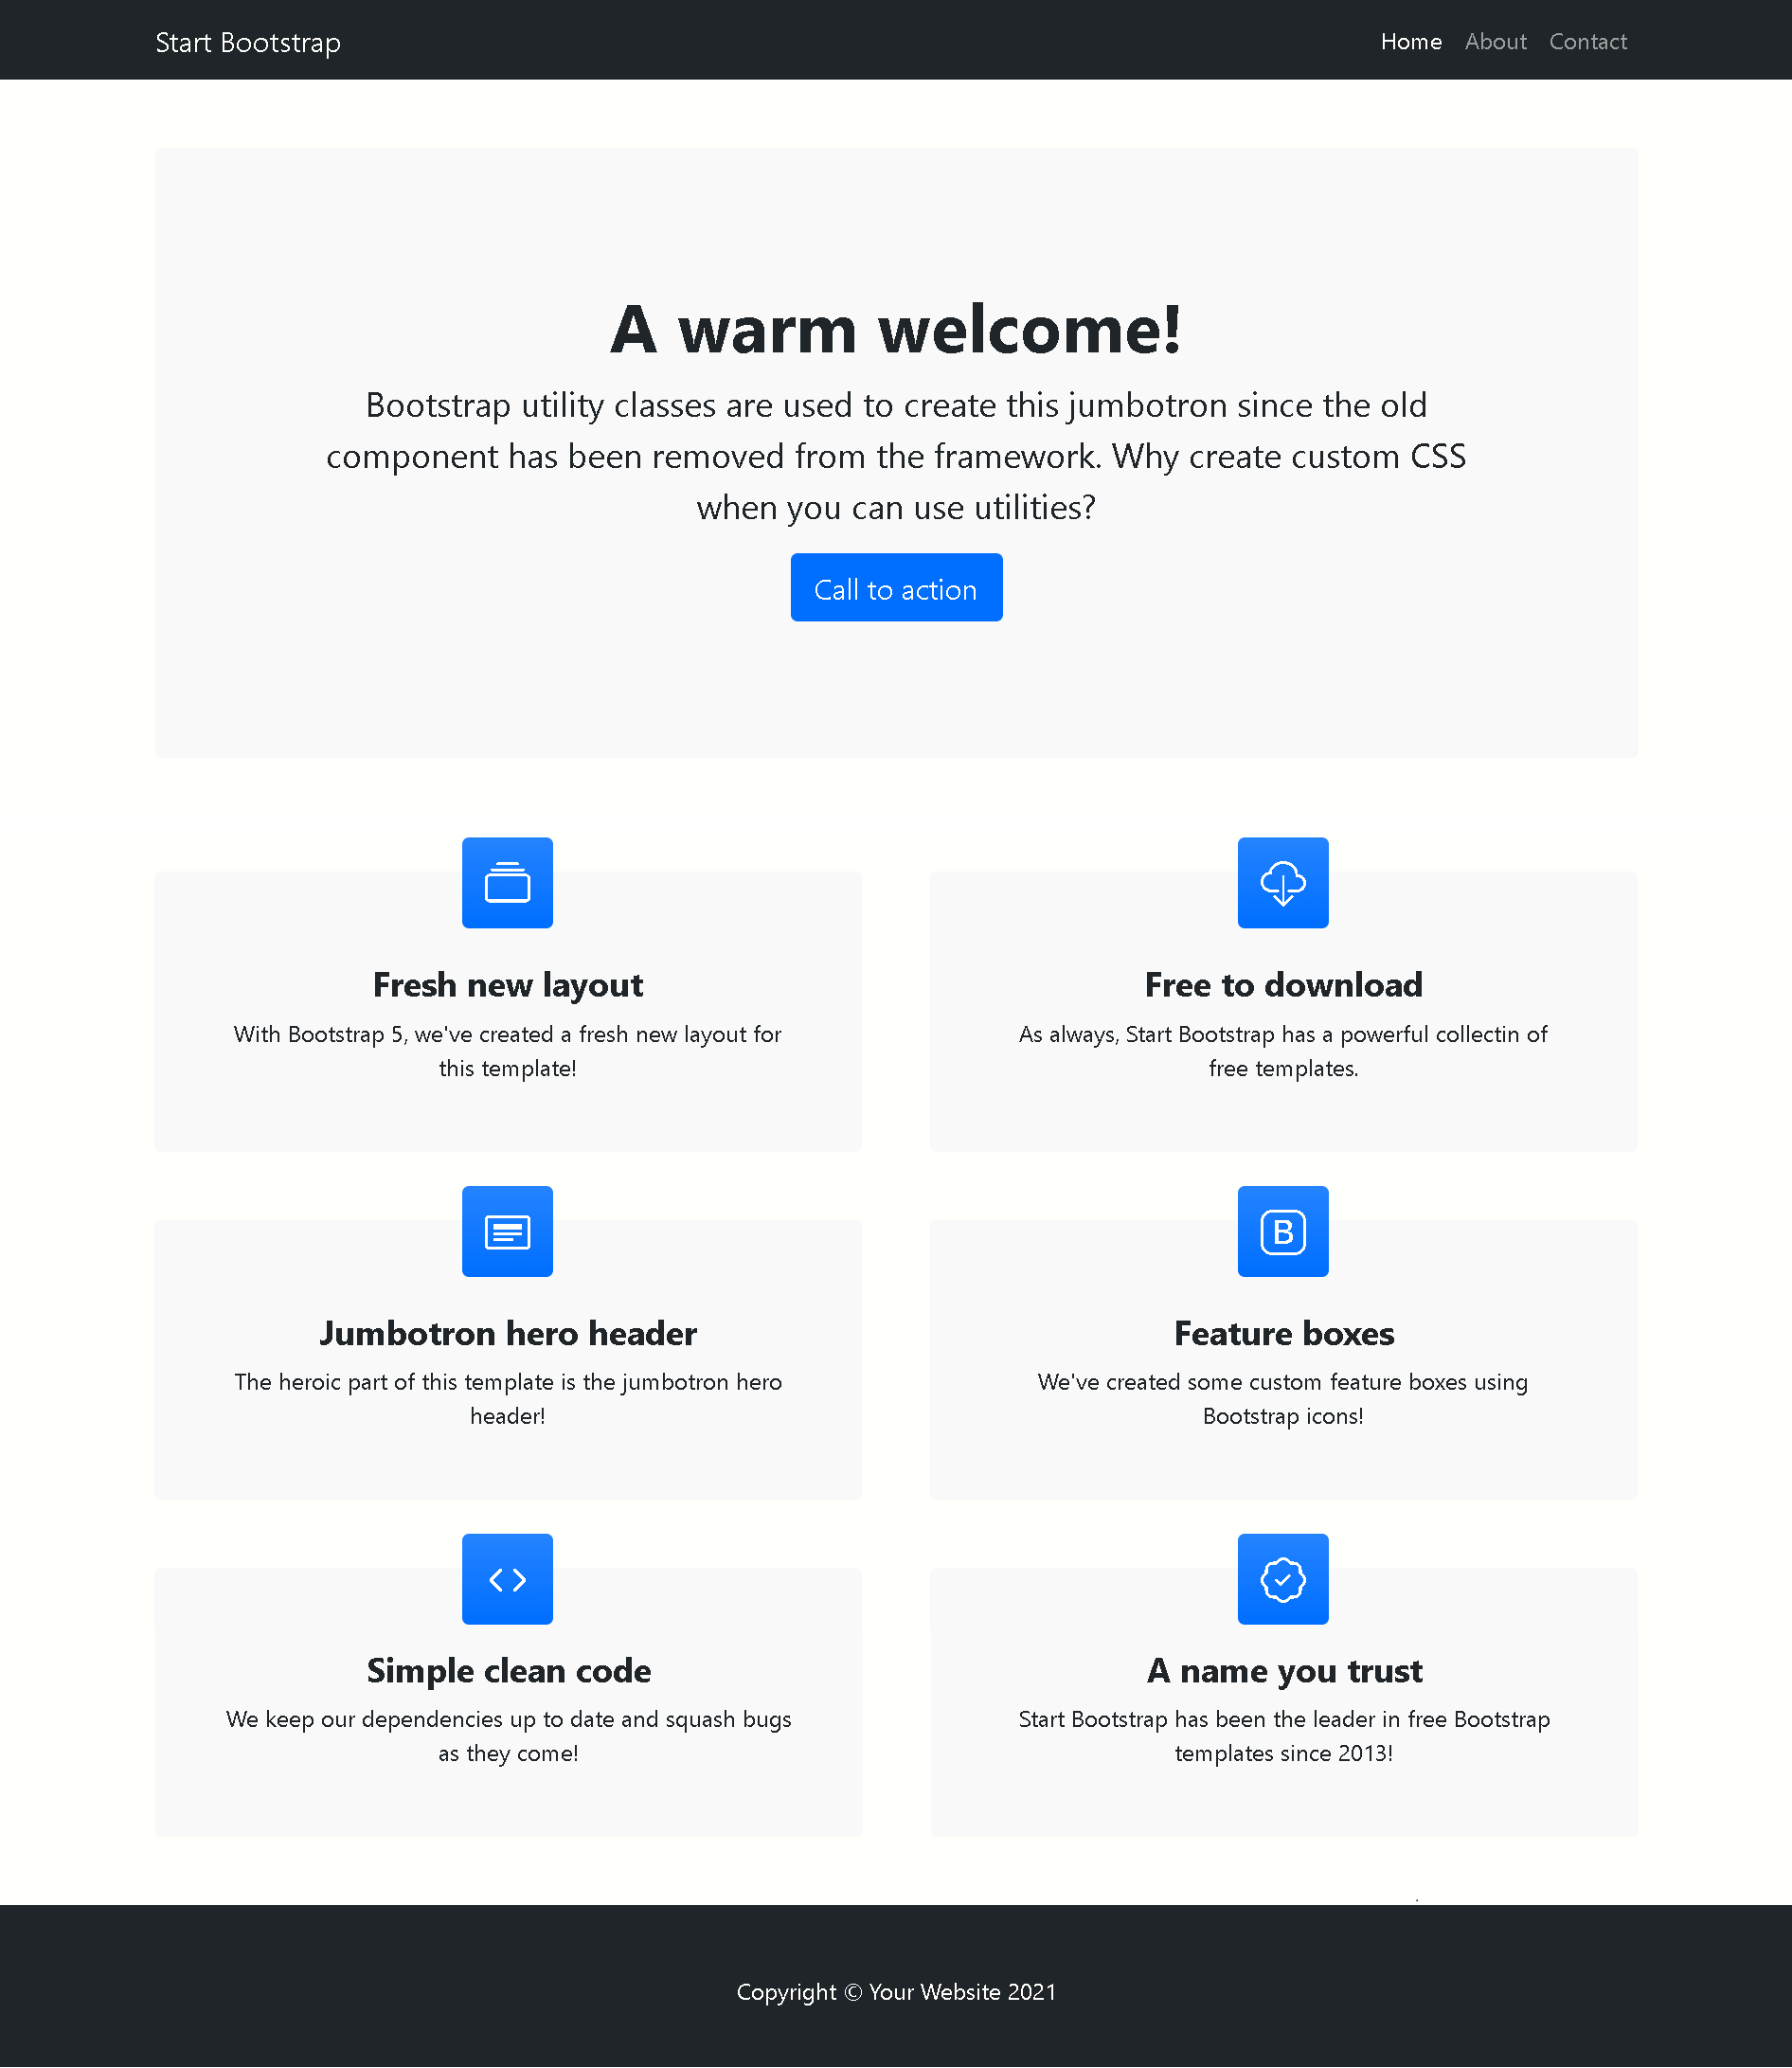 Start Bootstrap
Home About Contact
A warm welcome!
Bootstrap utility classes are used to create this jumbotron since the old
component has been removed from the framework. Why create custom CSS
when you can use utilities?
Call to action
Fresh new layout
With Bootstrap 5, we've created a fresh new layout for
this template!
Free to download
As always, Start Bootstrap has a powerful collectin of
free templates.
Jumbotron hero header
The heroic part of this template is the jumbotron hero
header!
B
Feature boxes
We've created some custom feature boxes using
Bootstrap icons!
Simple clean code
We keep our dependencies up to date and squash bugs
as they come!
A name you trust
Start Bootstrap has been the leader in free Bootstrap
templates since 2013!
Copyright © Your Website 2021